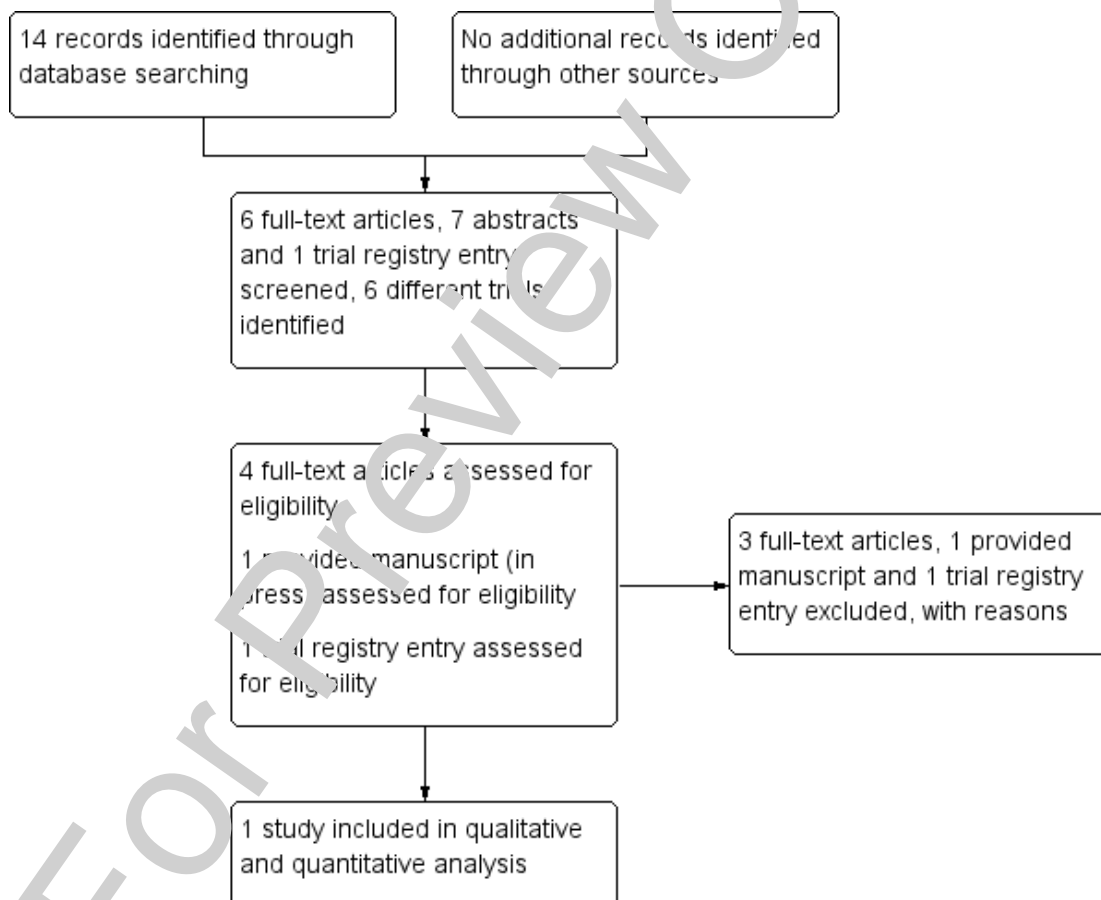 14 records identified through
database searching
No additional records identified
through other sources
6 full-text articles, 7 abstracts
and 1 trial registry entry
screened, 6 different trials
identified
4 full-text articles assessed for
eligibility
1 provided manuscript (in
press) assessed for eligibility
1 trial registry entry assessed
for eligibility
3 full-text articles, 1 provided
manuscript and 1 trial registry
entry excluded, with reasons
1 study included in qualitative
and quantitative analysis
For Preview